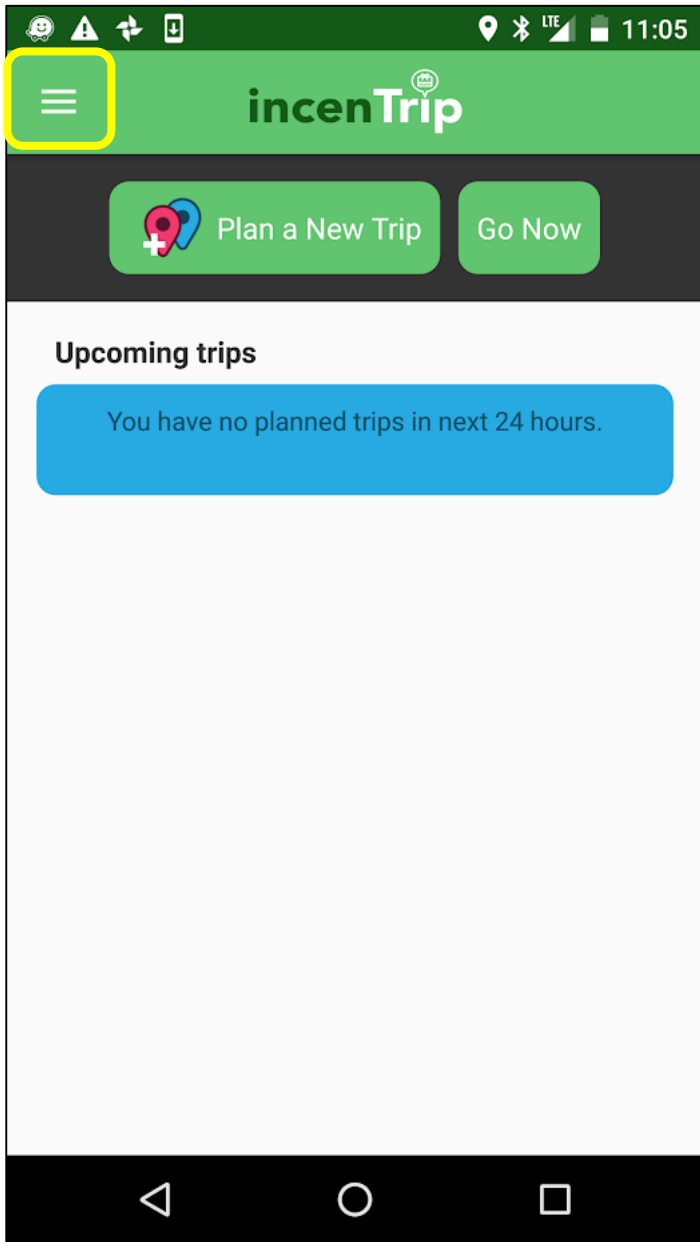 LTE 11:05
incenTrip
Plan a New Trip Go Now
Upcoming trips
You have no planned trips in next 24 hours.